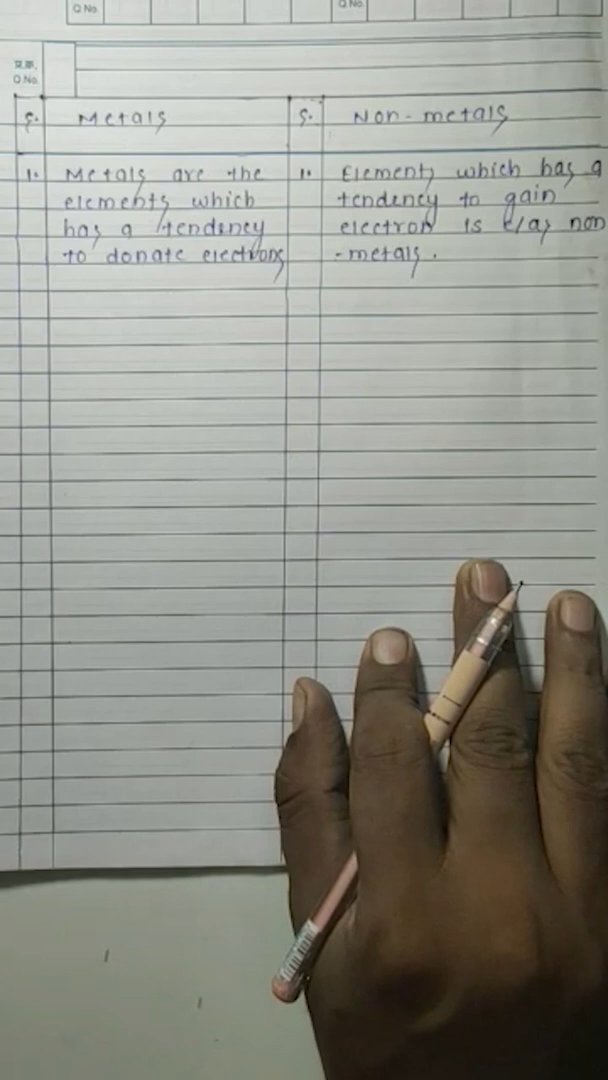 Q No.
Q No.
प्र.क्र.
Q.No.
S. Metals S. Non-metals
1. Metals are the 1. Elements which has a
elements which tendency to gain
has a tendency electron is k/as non
to donate electrons -metals.